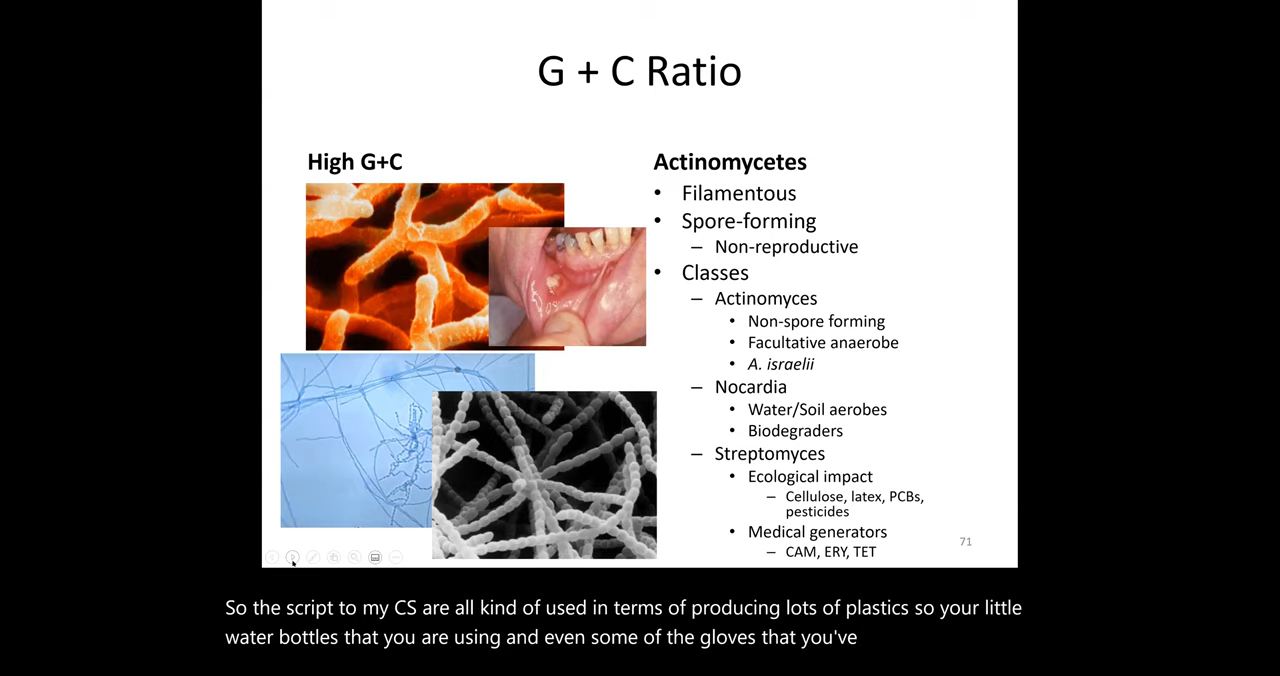 G + C Ratio
High G+C
Actinomycetes
• Filamentous
• Spore-forming
– Non-reproductive
• Classes
– Actinomyces
• Non-spore forming
• Facultative anaerobe
• A. israelii
– Nocardia
• Water/Soil aerobes
• Biodegraders
– Streptomyces
• Ecological impact
– Cellulose, latex, PCBs,
pesticides
• Medical generators
– CAM, ERY, TET
71
So the script to my CS are all kind of used in terms of producing lots of plastics so your little
water bottles that you are using and even some of the gloves that you've